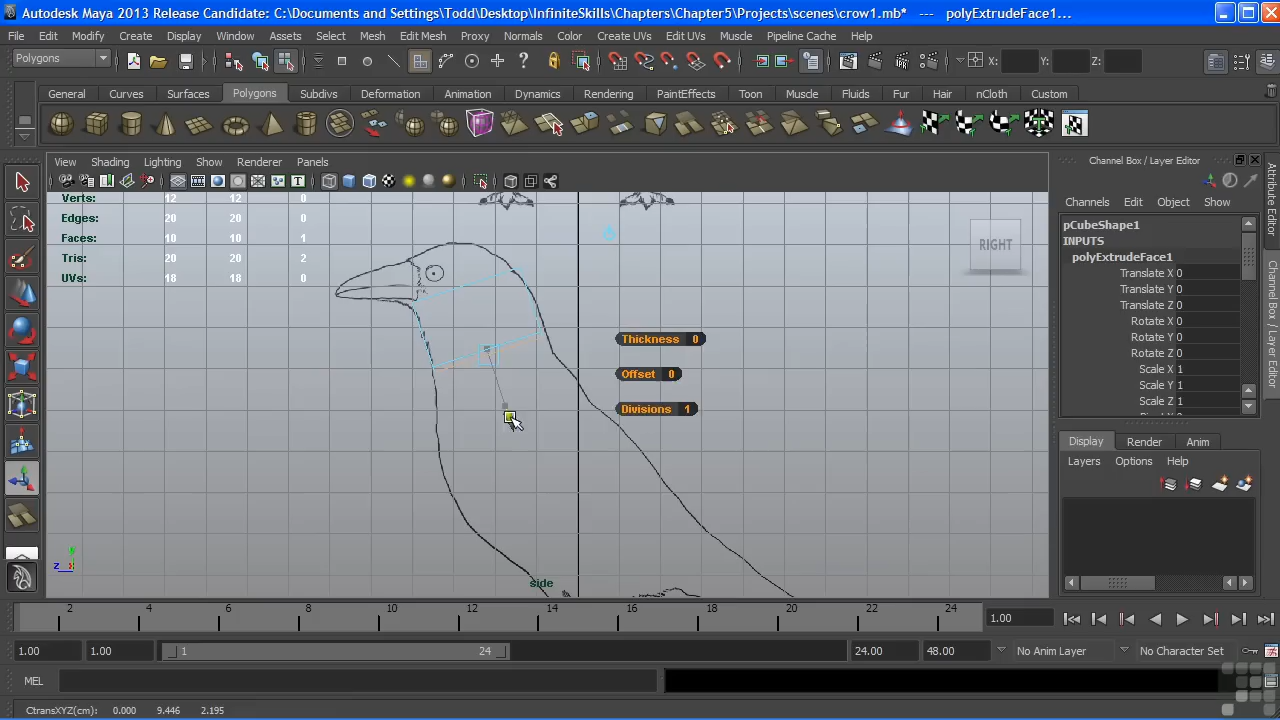 Autodesk Maya 2013 Release Candidate: C:\Documents and Settings\Todd\Desktop\InfiniteSkills\Chapters\Chapter5\Projects\scenes\crow1.mb* --- polyExtrudeFace1...
File Edit Modify Create Display Window Assets Select Mesh Edit Mesh Proxy Normals Color Create UVs Edit UVs Muscle Pipeline Cache Help
Polygons X: Y: Z:
General Curves Surfaces Polygons Subdivs Deformation Animation Dynamics Rendering PaintEffects Toon Muscle Fluids Fur Hair nCloth Custom
View Shading Lighting Show Renderer Panels
Verts: 12 12 0
Edges: 20 20 0
Faces: 10 10 1
Tris: 20 20 2
UVs: 18 18 0
RIGHT
Thickness 0
Offset 0
Divisions 1
side
y
z x
Channel Box / Layer Editor
Channels Edit Object Show
pCubeShape1
INPUTS
polyExtrudeFace1
Translate X 0
Translate Y 0
Translate Z 0
Rotate X 0
Rotate Y 0
Rotate Z 0
Scale X 1
Scale Y 1
Scale Z 1
Display Render Anim
Layers Options Help
Attribute Editor
Channel Box / Layer Editor
2 4 6 8 10 12 14 16 18 20 22 24
1.00
1.00 1.00 1 24 24.00 48.00 No Anim Layer No Character Set
MEL
CtransXYZ(cm): 0.000 9.446 2.195